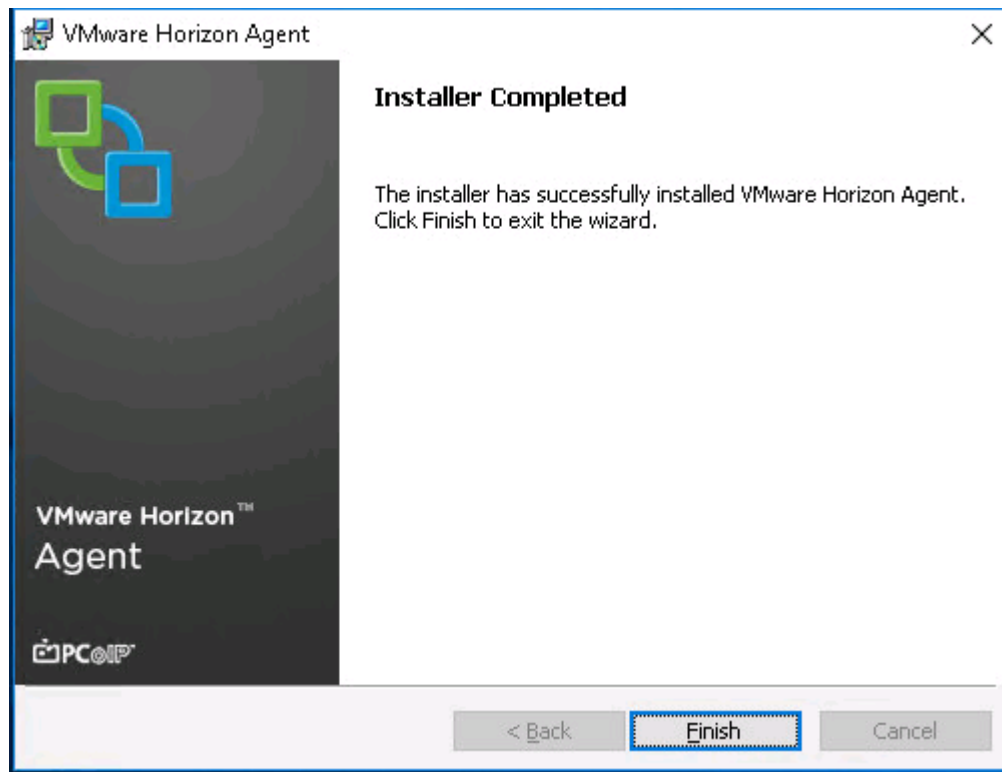 VMware Horizon Agent
Installer Completed
The installer has successfully installed VMware Horizon Agent.
Click Finish to exit the wizard.
VMware Horizon™
Agent
PCoIP™
< Back
Finish
Cancel